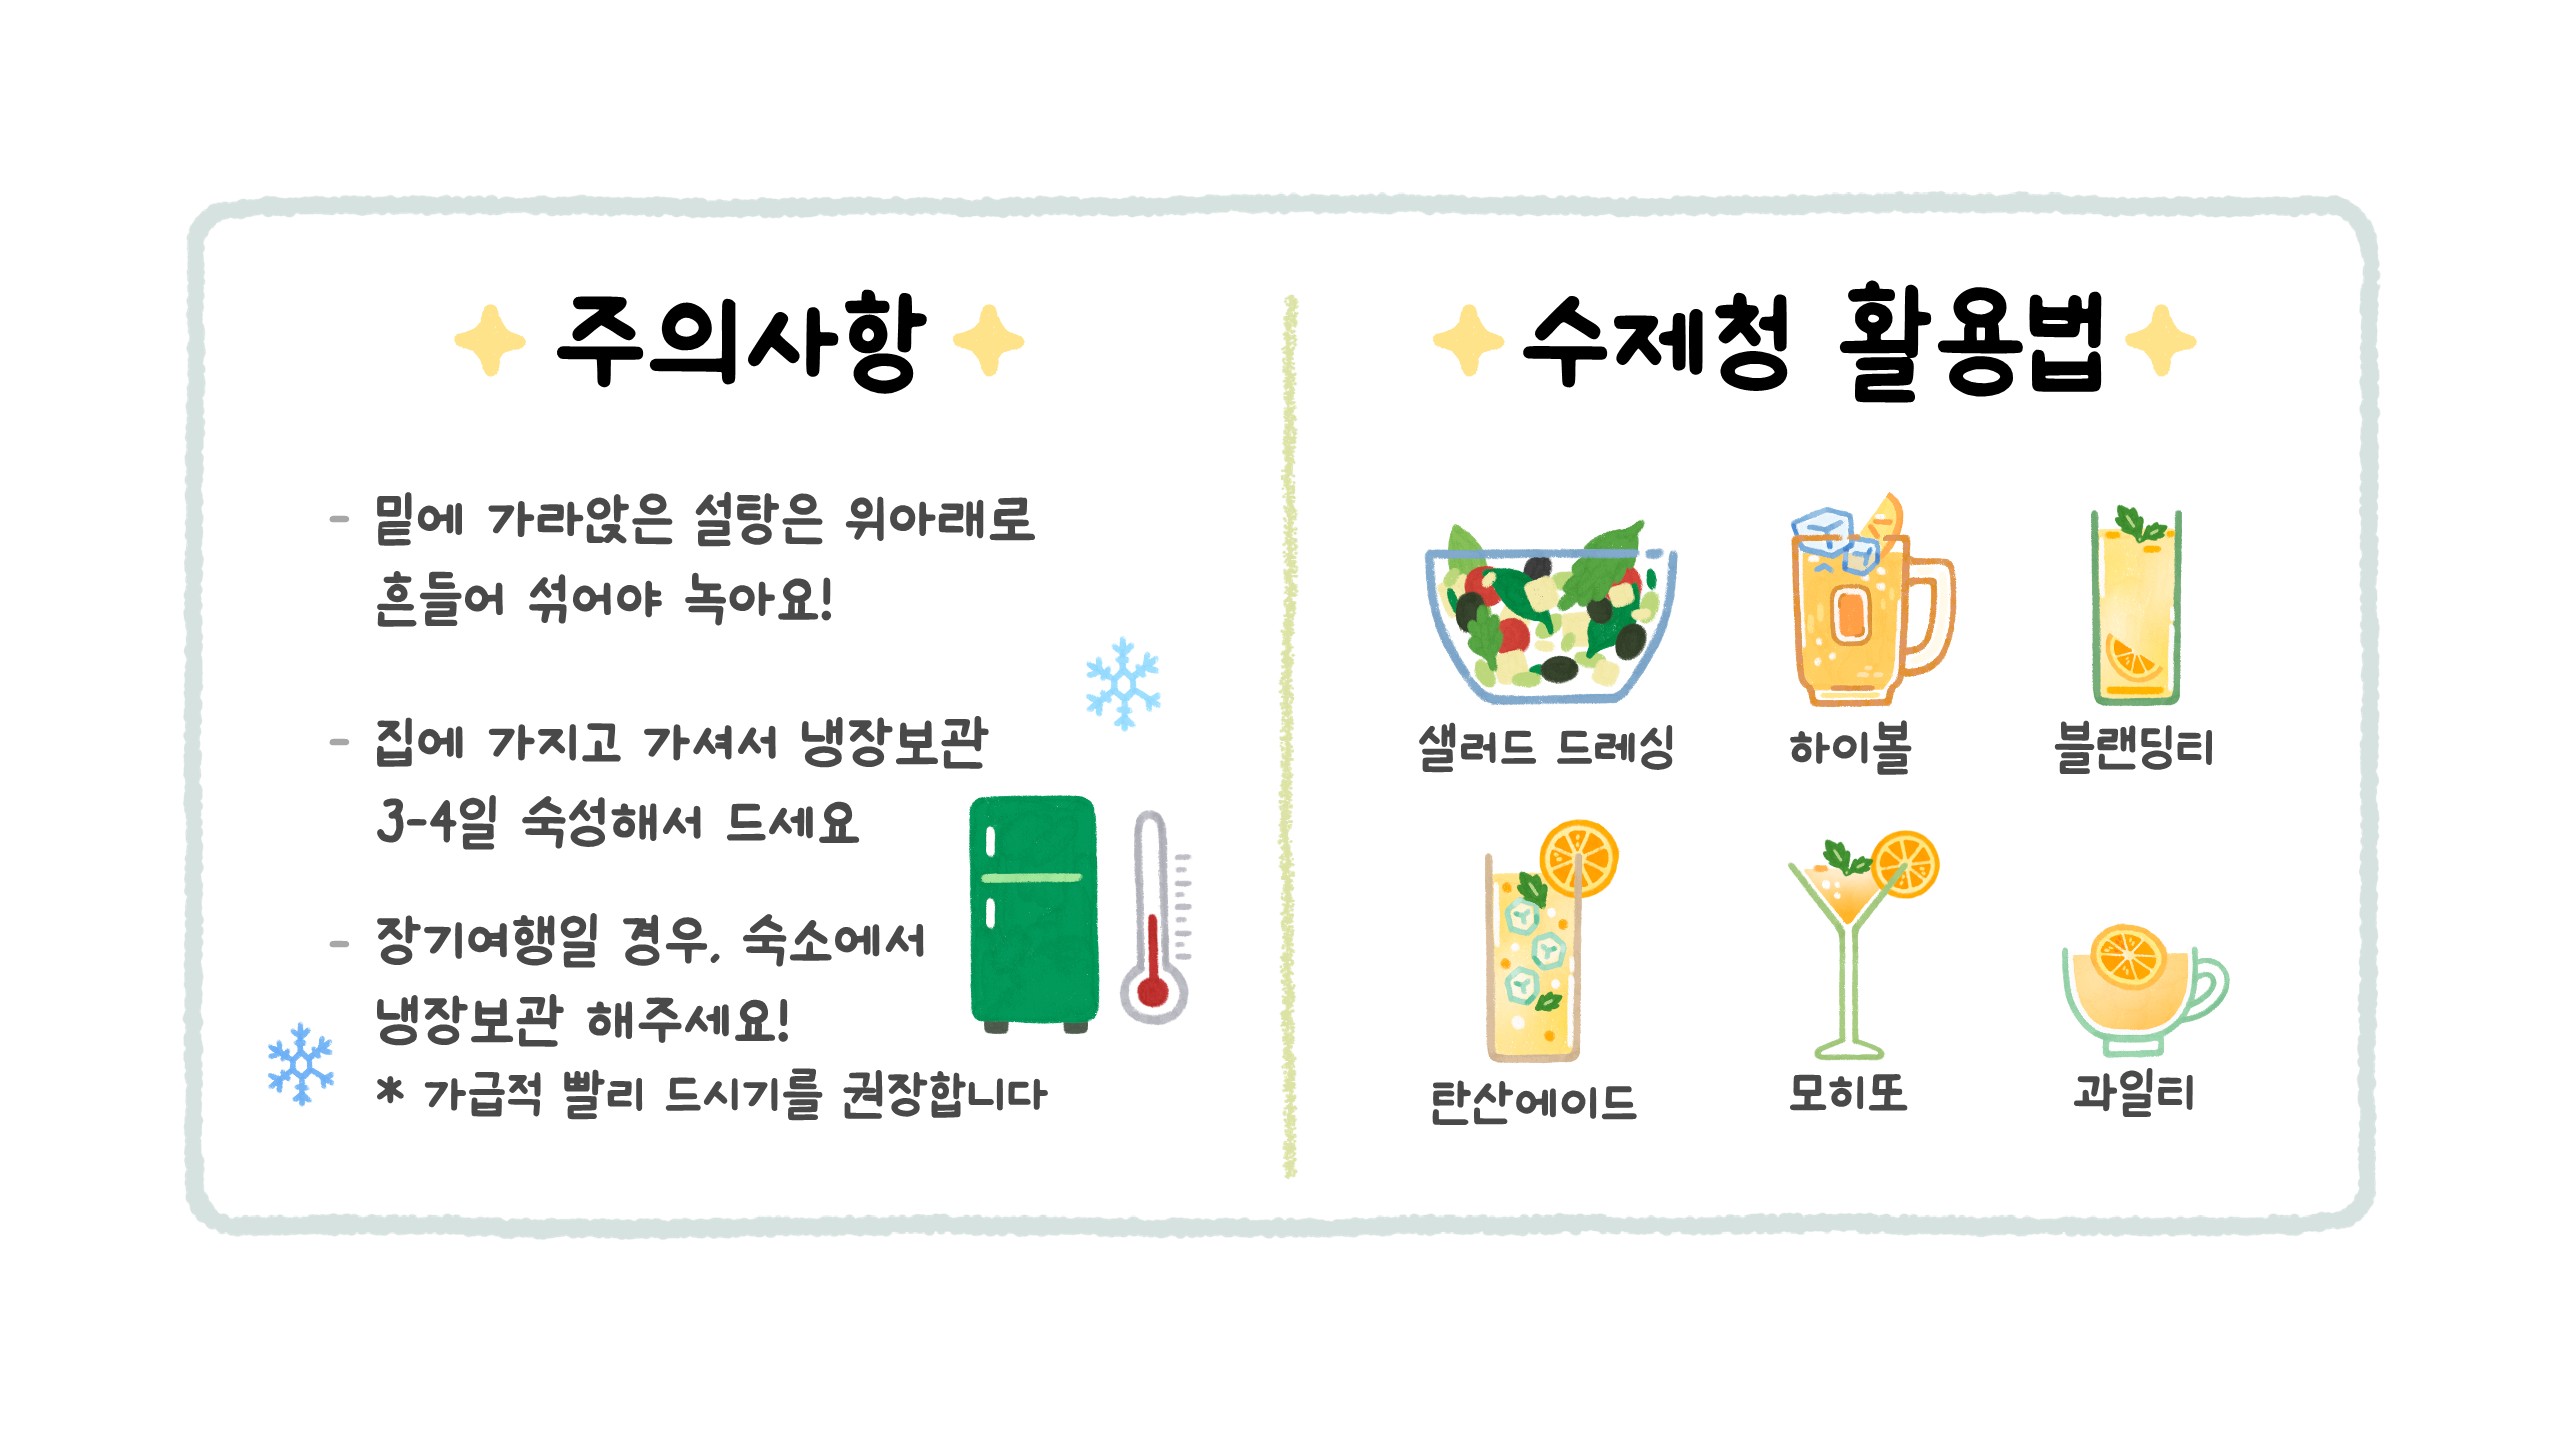 주의사항
- 밑에 가라앉은 설탕은 위아래로
흔들어 섞어야 녹아요!
- 집에 가지고 가셔서 냉장보관
3-4일 숙성해서 드세요
- 장기여행일 경우, 숙소에서
냉장보관 해주세요!
* 가급적 빨리 드시기를 권장합니다
수제청 활용법
샐러드 드레싱 하이볼 블랜딩티
탄산에이드 모히또 과일티